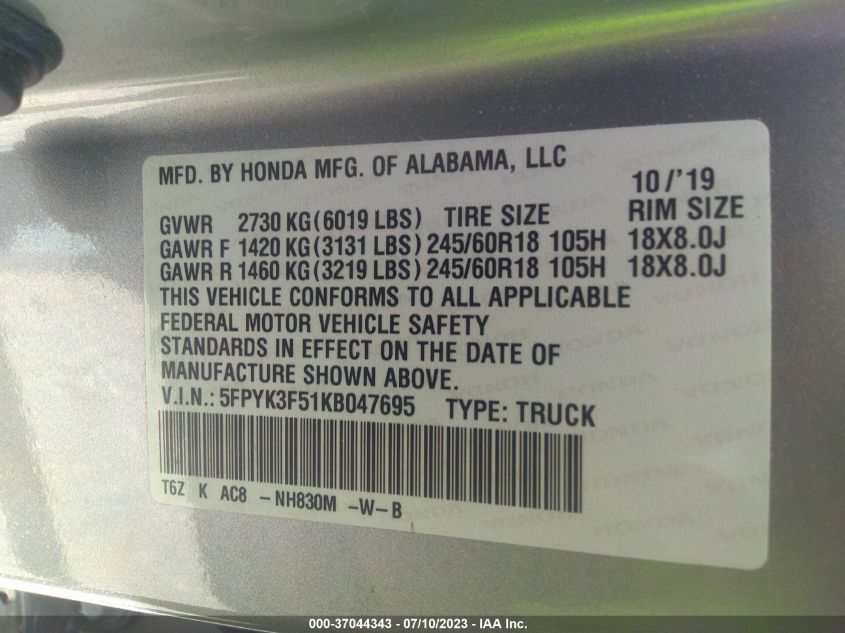 MFD. BY HONDA MFG. OF ALABAMA, LLC
10/'19
GVWR 2730 KG(6019 LBS) TIRE SIZE RIM SIZE
GAWR F 1420 KG(3131 LBS) 245/60R18 105H 18X8.0J
GAWR R 1460 KG(3219 LBS) 245/60R18 105H 18X8.0J
THIS VEHICLE CONFORMS TO ALL APPLICABLE
FEDERAL MOTOR VEHICLE SAFETY
STANDARDS IN EFFECT ON THE DATE OF
MANUFACTURE SHOWN ABOVE.
V.I.N.: 5FPYK3F51KB047695 TYPE: TRUCK
T6Z K AC8 -NH830M -W-B
000-37044343 - 07/10/2023 - IAA Inc.